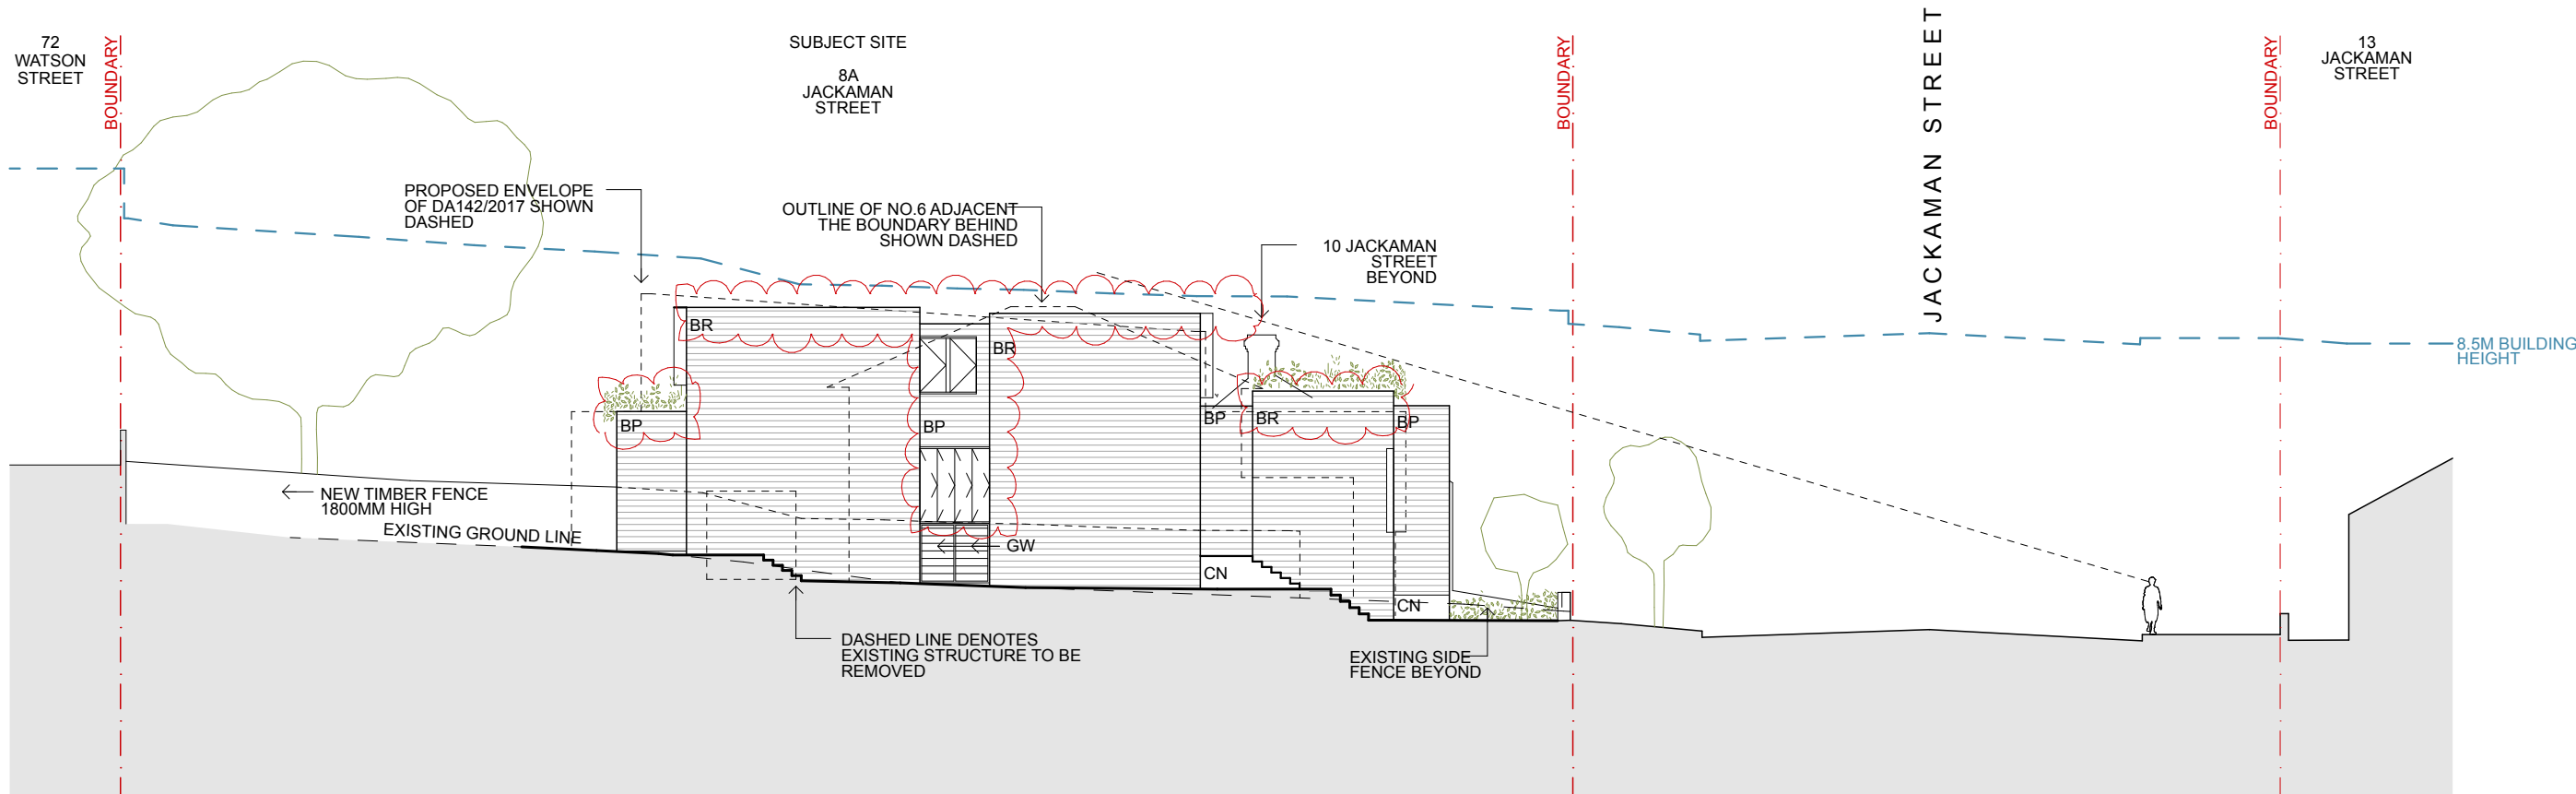 72
WATSON
STREET
BOUNDARY
SUBJECT SITE
8A
JACKAMAN
STREET
BOUNDARY
JACKAMAN STREET
BOUNDARY
13
JACKAMAN
STREET
PROPOSED ENVELOPE
OF DA142/2017 SHOWN
DASHED
OUTLINE OF NO.6 ADJACENT
THE BOUNDARY BEHIND
SHOWN DASHED
10 JACKAMAN
STREET
BEYOND
8.5M BUILDING
HEIGHT
BR
BR
BP
BP
BP
BR
BP
NEW TIMBER FENCE
1800MM HIGH
EXISTING GROUND LINE
GW
CN
CN
DASHED LINE DENOTES
EXISTING STRUCTURE TO BE
REMOVED
EXISTING SIDE
FENCE BEYOND